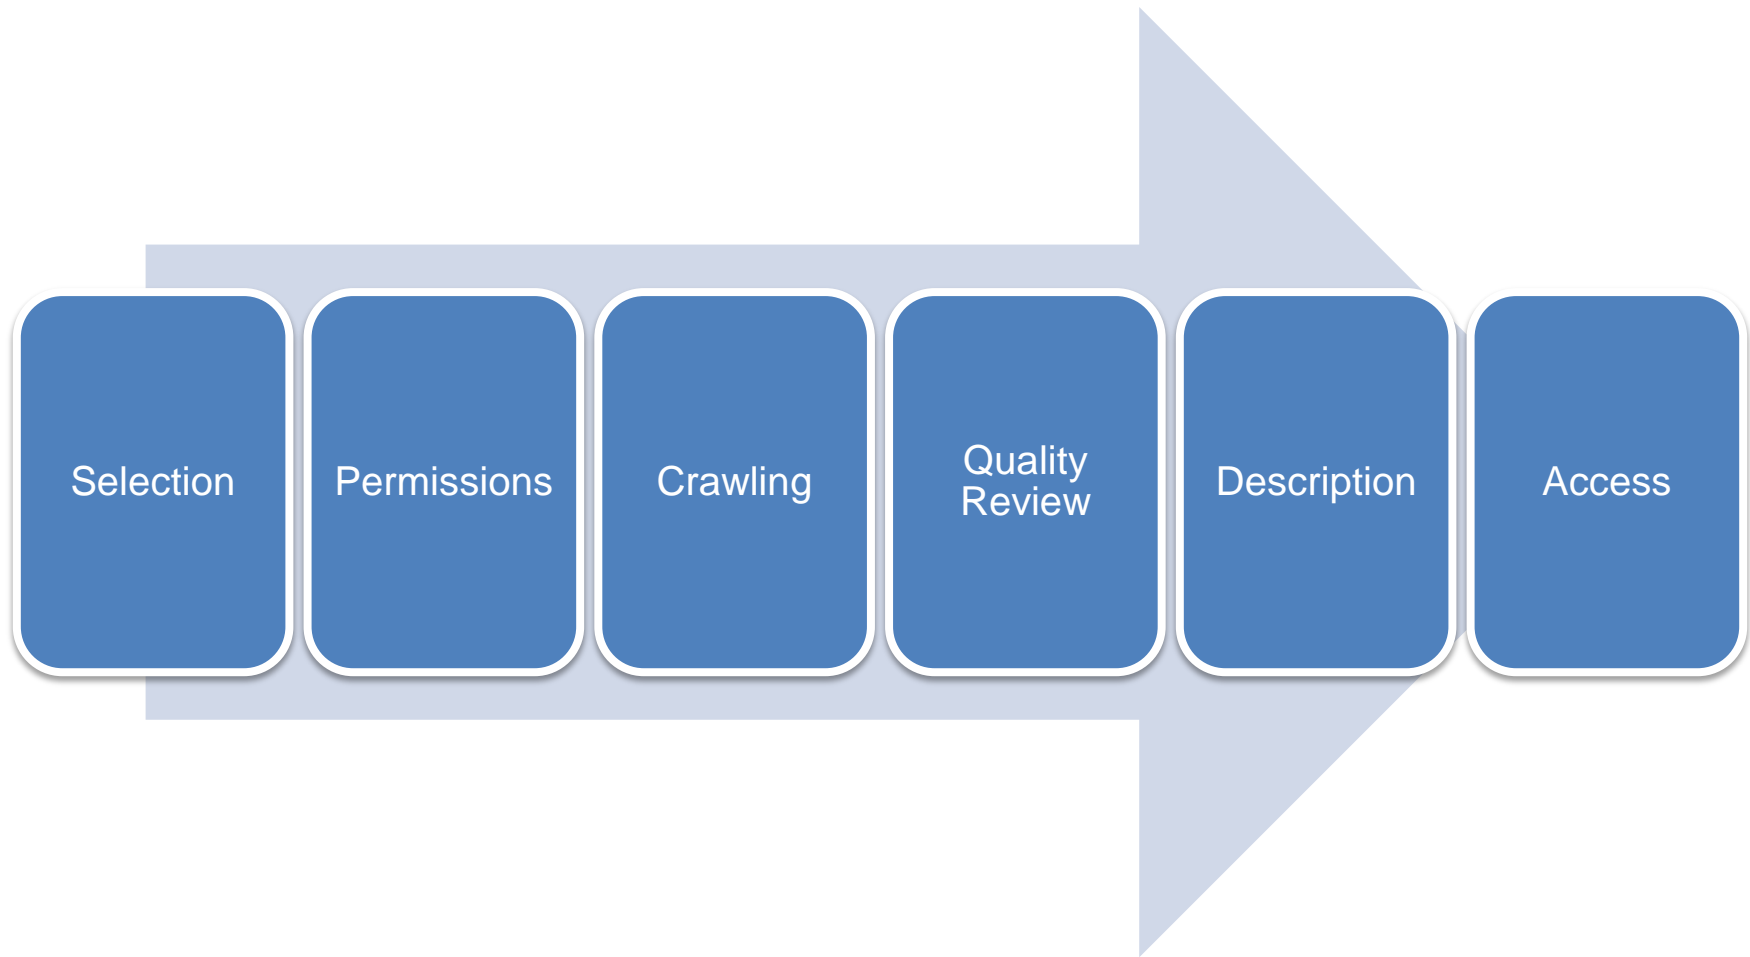 Selection
Permissions
Crawling
Quality
Review
Description
Access